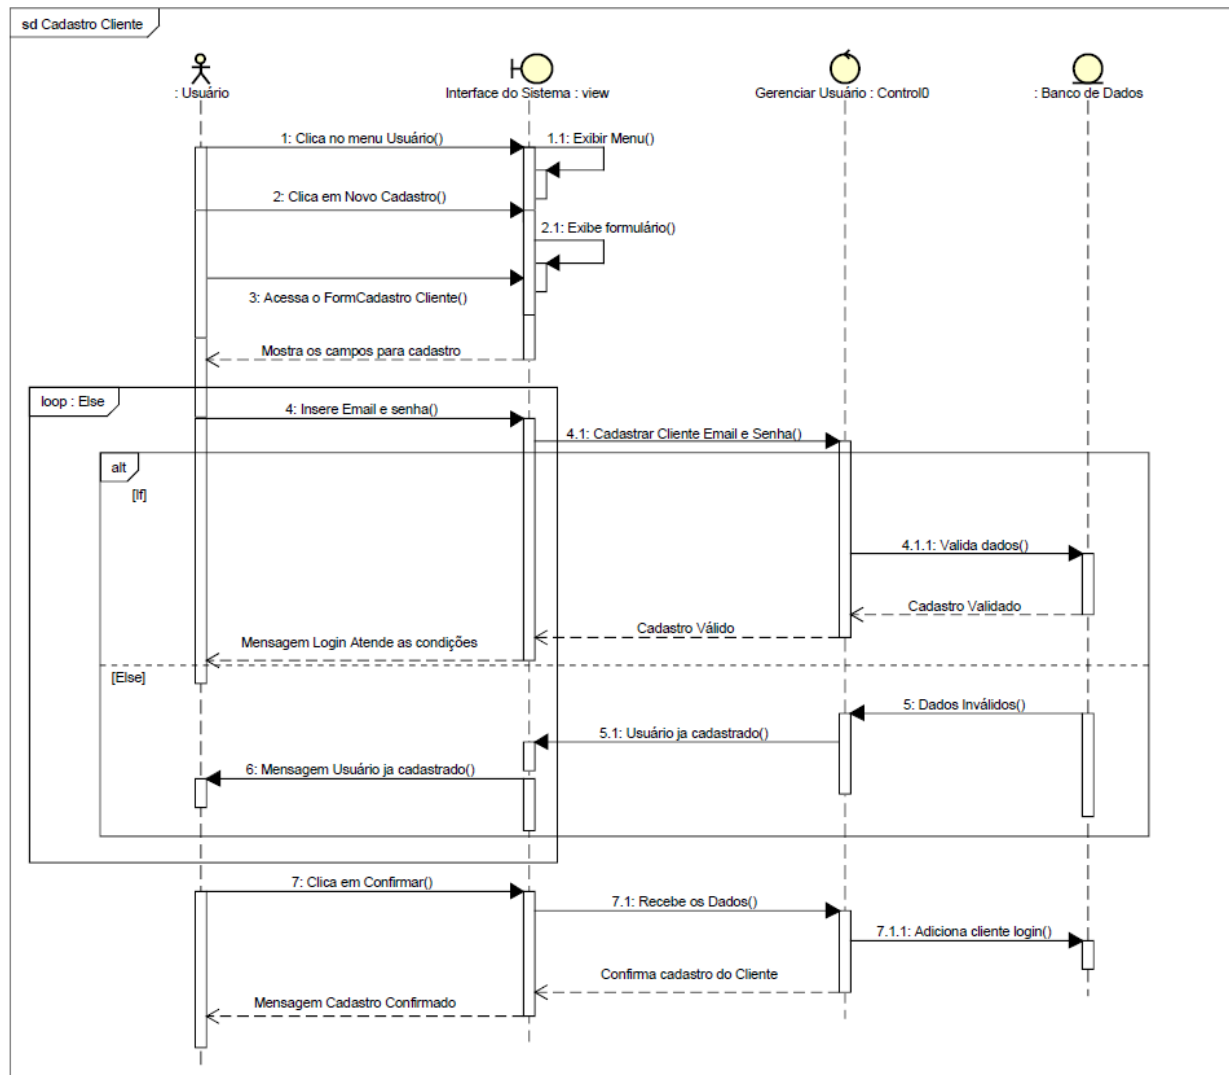 sd Cadastro Cliente
: Usuário
Interface do Sistema : view
Gerenciar Usuário : Control0
: Banco de Dados
1: Clica no menu Usuário()
1.1: Exibir Menu()
2: Clica em Novo Cadastro()
2.1: Exibe formulário()
3: Acessa o FormCadastro Cliente()
Mostra os campos para cadastro
loop : Else
4: Insere Email e senha()
4.1: Cadastrar Cliente Email e Senha()
alt
[If]
4.1.1: Valida dados()
Cadastro Validado
Cadastro Válido
Mensagem Login Atende as condições
[Else]
5: Dados Inválidos()
5.1: Usuário ja cadastrado()
6: Mensagem Usuário ja cadastrado()
7: Clica em Confirmar()
7.1: Recebe os Dados()
7.1.1: Adiciona cliente login()
Confirma cadastro do Cliente
Mensagem Cadastro Confirmado